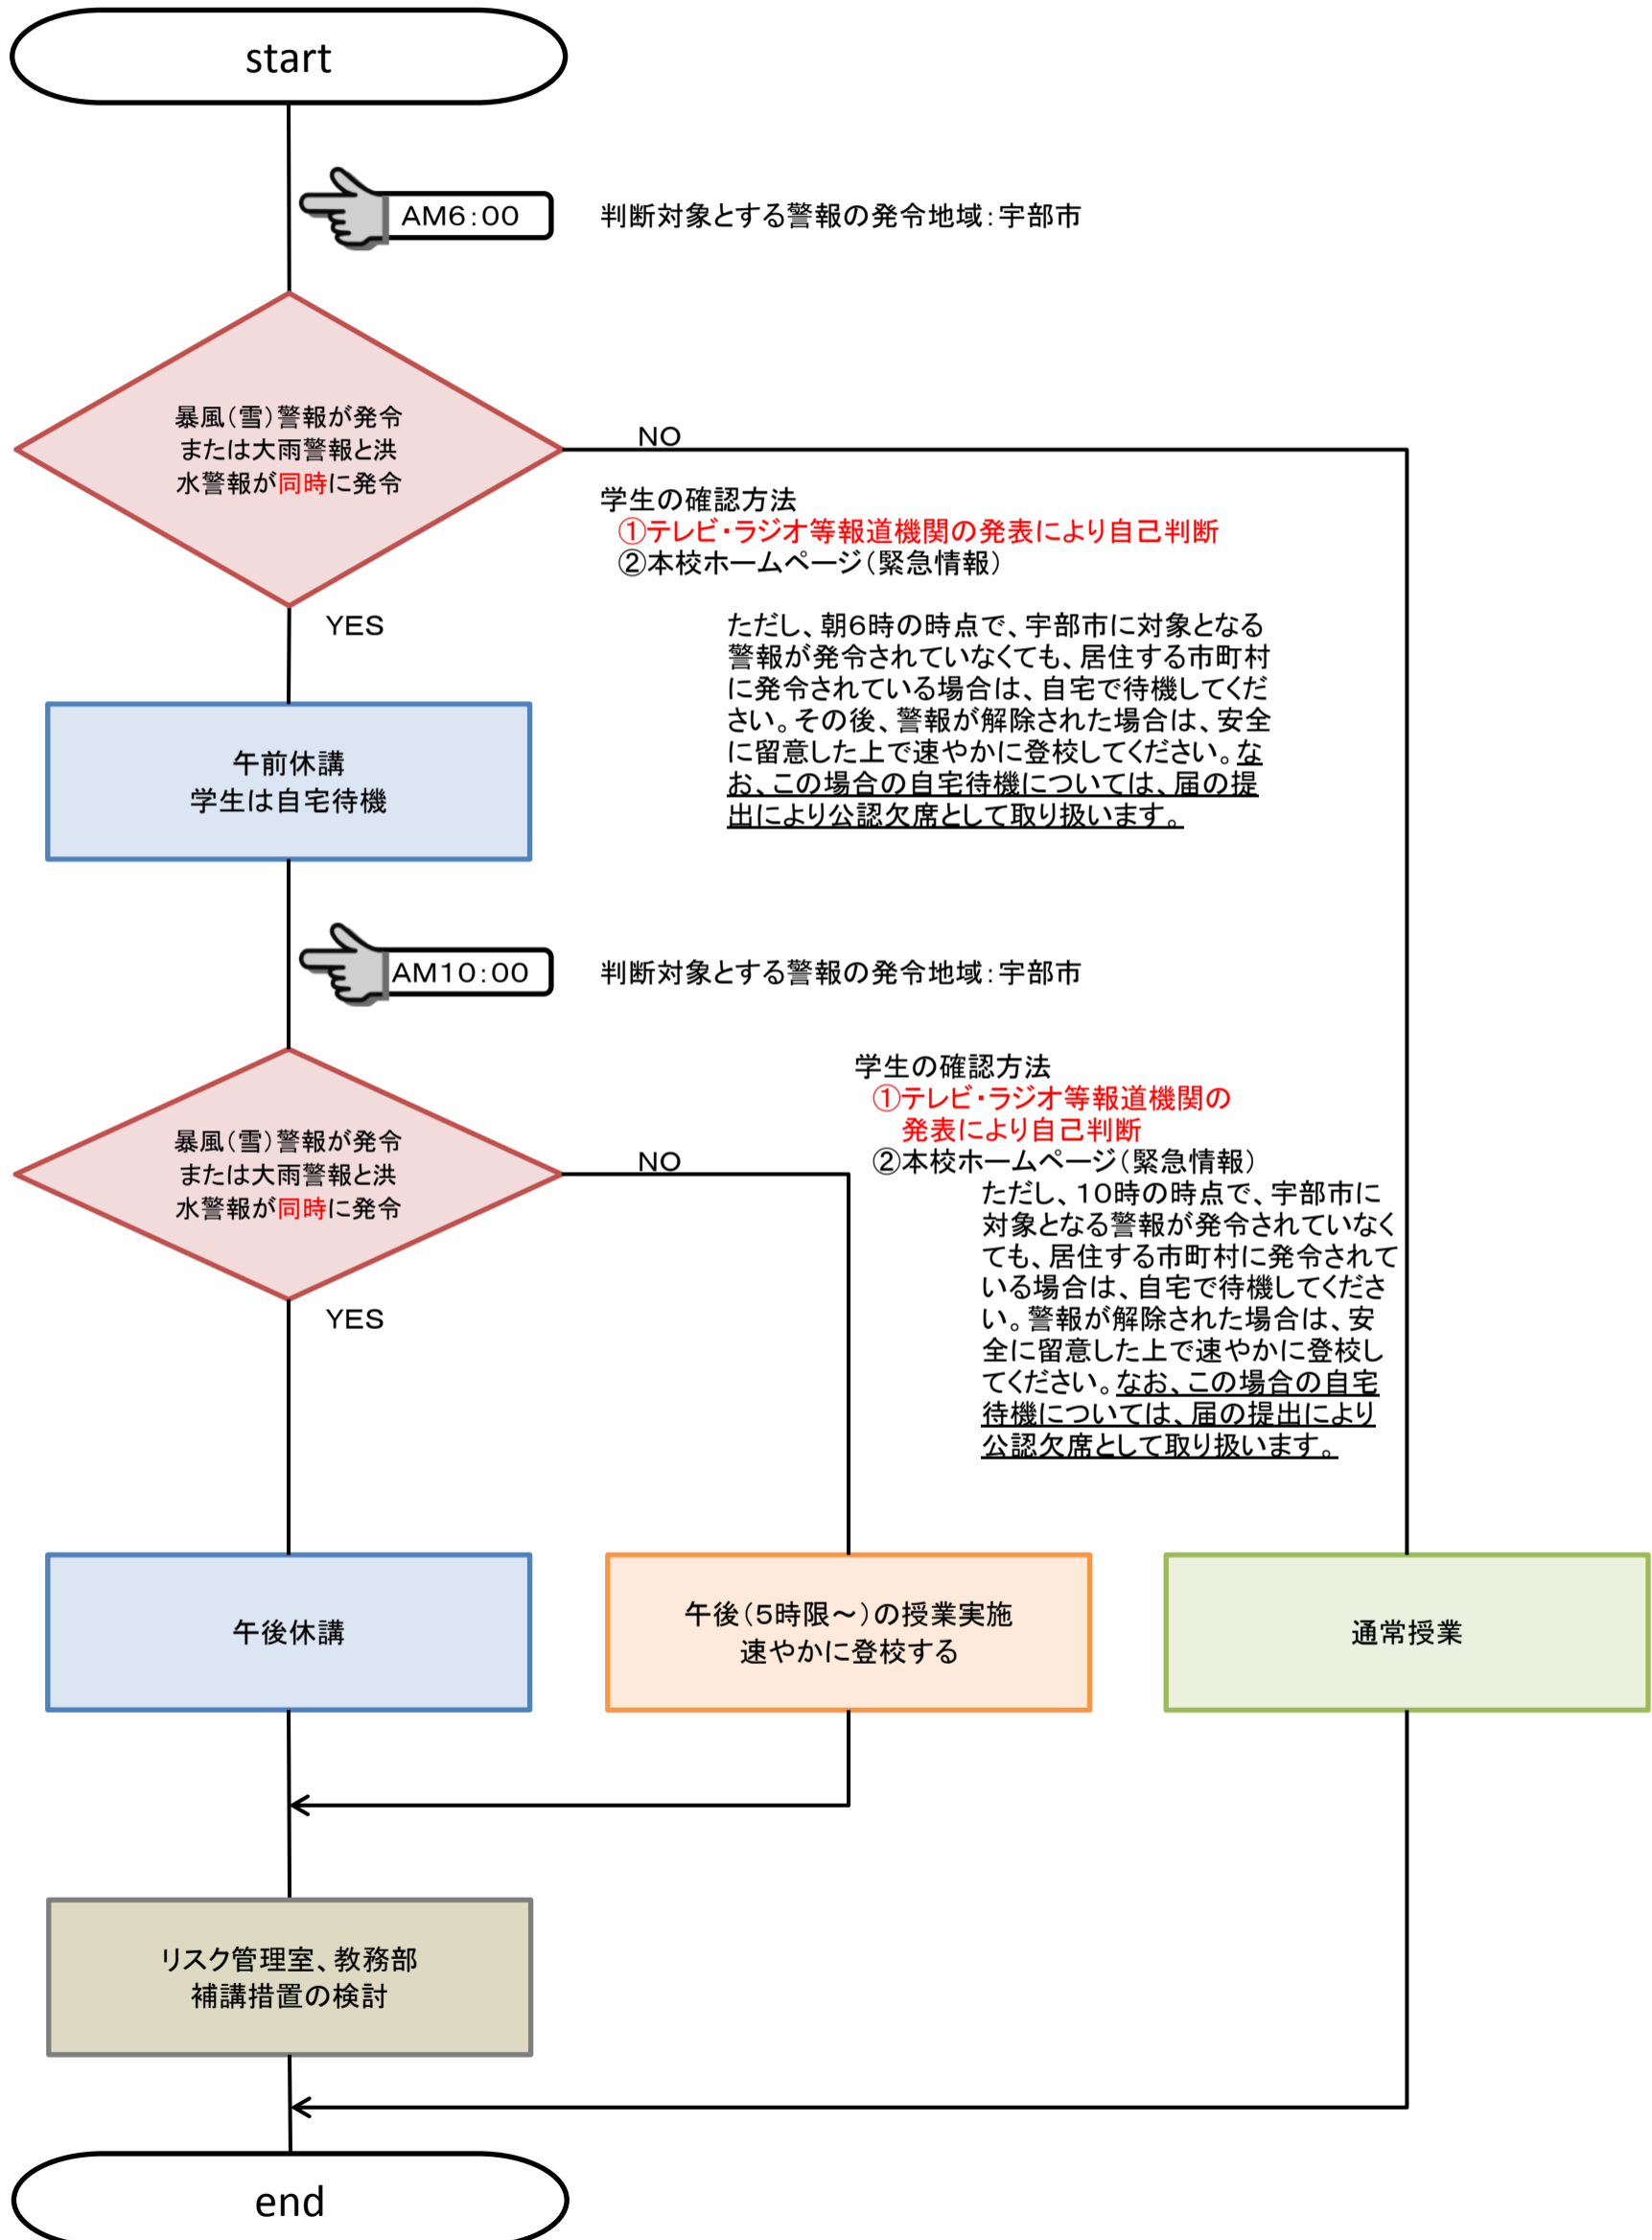 start
AM6:00
判断対象とする警報の発令地域:宇部市
暴風(雪)警報が発令
または大雨警報と洪
水警報が同時に発令
NO
学生の確認方法
①テレビ・ラジオ等報道機関の発表により自己判断
②本校ホームページ(緊急情報)
YES
ただし、朝6時の時点で、宇部市に対象となる
警報が発令されていなくても、居住する市町村
に発令されている場合は、自宅で待機してくだ
さい。その後、警報が解除された場合は、安全
に留意した上で速やかに登校してください。な
お、この場合の自宅待機については、届の提
出により公認欠席として取り扱います。
午前休講
学生は自宅待機
AM10:00
判断対象とする警報の発令地域:宇部市
暴風(雪)警報が発令
または大雨警報と洪
水警報が同時に発令
NO
学生の確認方法
①テレビ・ラジオ等報道機関の
発表により自己判断
②本校ホームページ(緊急情報)
ただし、10時の時点で、宇部市に
対象となる警報が発令されていなく
ても、居住する市町村に発令されて
いる場合は、自宅で待機してくださ
い。警報が解除された場合は、安
全に留意した上で速やかに登校し
てください。なお、この場合の自宅
待機については、届の提出により
公認欠席として取り扱います。
YES
午後休講
午後(5時限~)の授業実施
速やかに登校する
通常授業
リスク管理室、教務部
補講措置の検討
end